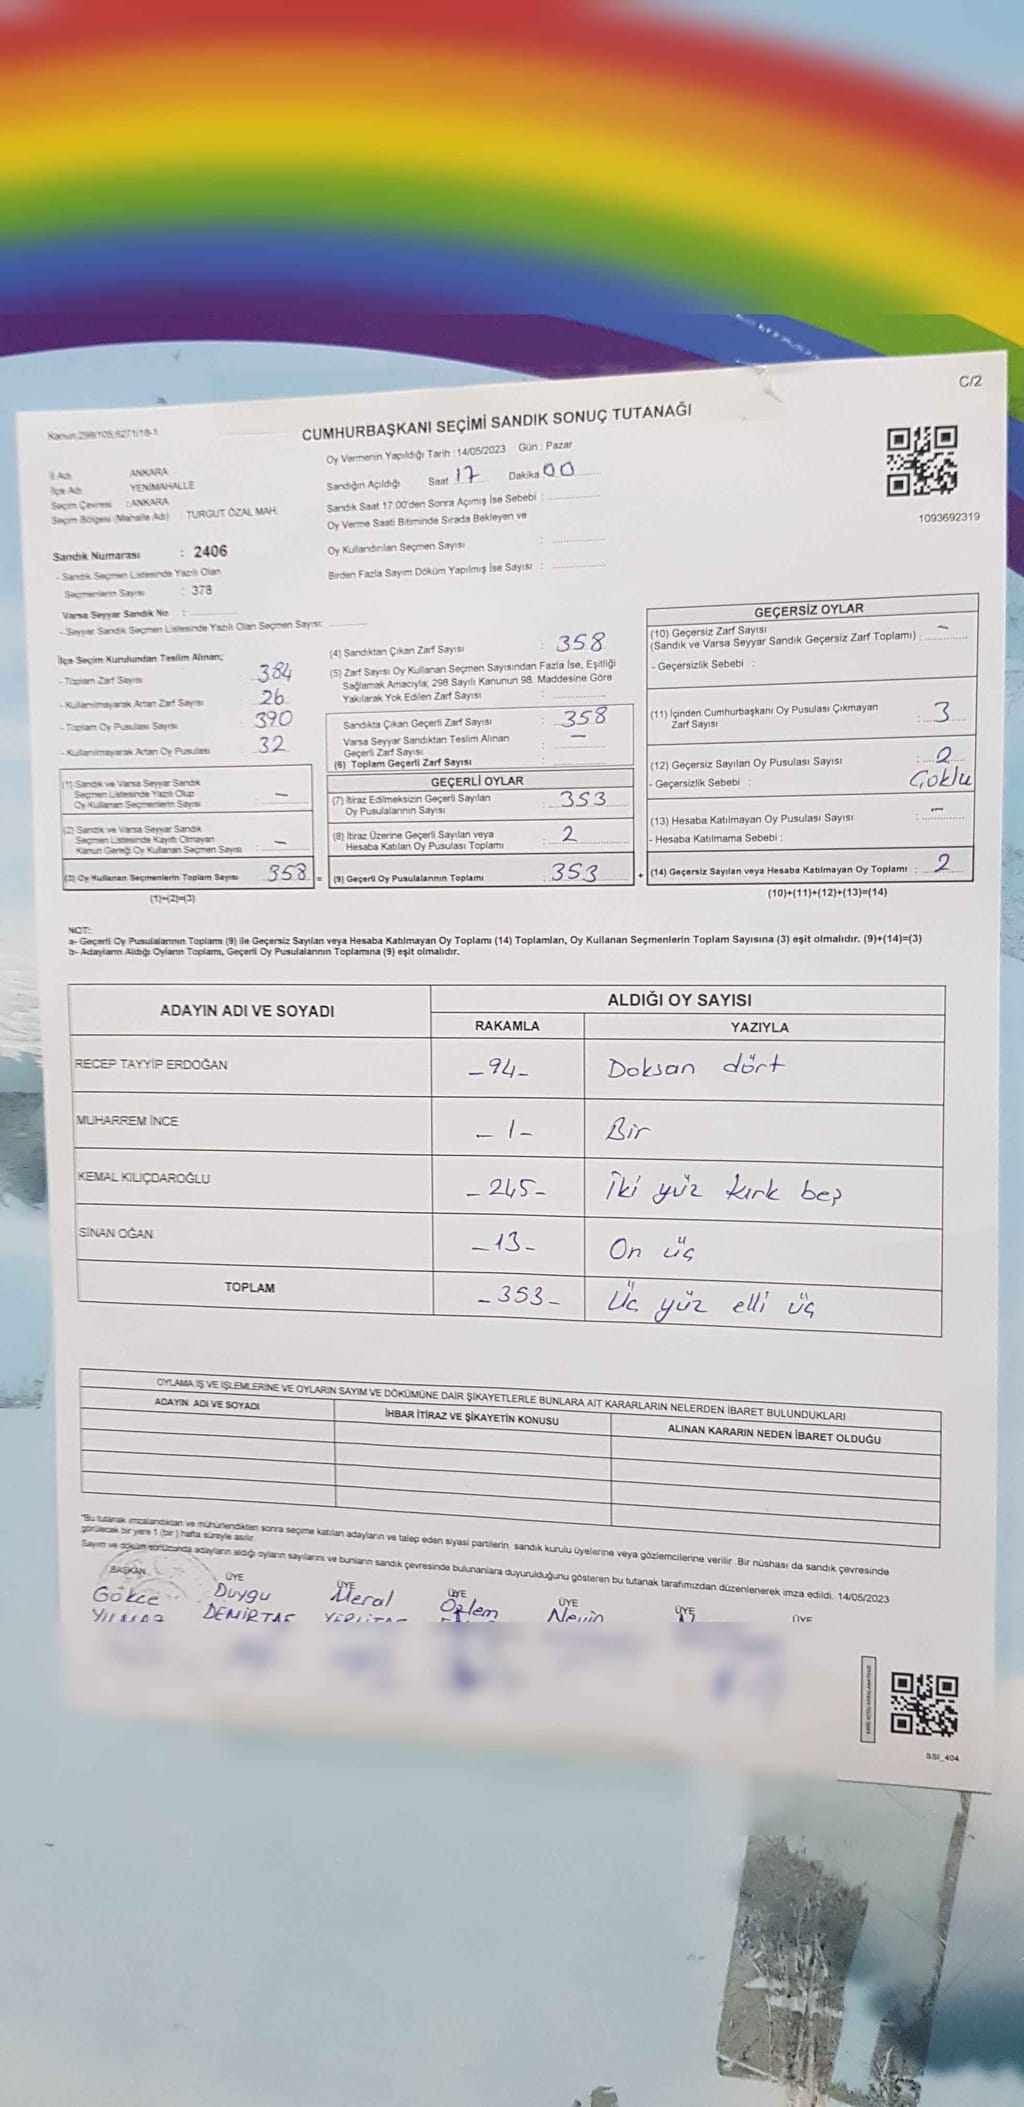 C/2
Kanun:298/105,6271/18-1
CUMHURBAŞKANI SEÇİMİ SANDIK SONUÇ TUTANAĞI
Oy Vermenin Yapıldığı Tarih : 14/05/2023 Gün : Pazar
İl Adı ANKARA
İlçe Adı YENİMAHALLE
Seçim Çevresi : ANKARA
Seçim Bölgesi (Mahalle Adı) : TURGUT ÖZAL MAH.
Sandığın Açıldığı Saat 17 Dakika 00
Sandık Saat 17:00'den Sonra Açımış İse Sebebi :
Oy Verme Saati Bitiminde Sırada Bekleyen ve
Oy Kullandırılan Seçmen Sayısı :
Birden Fazla Sayım Döküm Yapılmış İse Sayısı :
1093692319
Sandık Numarası : 2406
- Sandık Seçmen Listesinde Yazılı Olan
Seçmenlerin Sayısı : 378
Varsa Seyyar Sandık No :
- Seyyar Sandık Seçmen Listesinde Yazılı Olan Seçmen Sayısı:
İlçe Seçim Kurulundan Teslim Alınan;
- Toplam Zarf Sayısı : 384
- Kullanılmayarak Artan Zarf Sayısı : 26
- Toplam Oy Pusulası Sayısı : 390
- Kullanılmayarak Artan Oy Pusulası : 32
(1) Sandık ve Varsa Seyyar Sandık
Seçmen Listesinde Yazılı Olup
Oy Kullanan Seçmenlerin Sayısı : –
(2) Sandık ve Varsa Seyyar Sandık
Seçmen Listesinde Kayıtlı Olmayan
Kanun Gereği Oy Kullanan Seçmen Sayısı : –
(3) Oy Kullanan Seçmenlerin Toplam Sayısı 358 =
(1)+(2)=(3)
(4) Sandıktan Çıkan Zarf Sayısı : 358
(5) Zarf Sayısı Oy Kullanan Seçmen Sayısından Fazla İse, Eşitliği
Sağlamak Amacıyla; 298 Sayılı Kanunun 98. Maddesine Göre
Yakılarak Yok Edilen Zarf Sayısı :
Sandıkta Çıkan Geçerli Zarf Sayısı : 358
Varsa Seyyar Sandıktan Teslim Alınan
Geçerli Zarf Sayısı : –
(6) Toplam Geçerli Zarf Sayısı :
GEÇERLİ OYLAR
(7) İtiraz Edilmeksizin Geçerli Sayılan
Oy Pusulalarının Sayısı : 353
(8) İtiraz Üzerine Geçerli Sayılan veya
Hesaba Katılan Oy Pusulası Toplamı : 2
(9) Geçerli Oy Pusulalarının Toplamı : 353 +
GEÇERSİZ OYLAR
(10) Geçersiz Zarf Sayısı
(Sandık ve Varsa Seyyar Sandık Geçersiz Zarf Toplamı) : –
- Geçersizlik Sebebi :
(11) İçinden Cumhurbaşkanı Oy Pusulası Çıkmayan
Zarf Sayısı : 3
(12) Geçersiz Sayılan Oy Pusulası Sayısı : 2
- Geçersizlik Sebebi : Çoklu
(13) Hesaba Katılmayan Oy Pusulası Sayısı : –
- Hesaba Katılmama Sebebi :
(14) Geçersiz Sayılan veya Hesaba Katılmayan Oy Toplamı : 2
(10)+(11)+(12)+(13)=(14)
NOT:
a- Geçerli Oy Pusulalarının Toplamı (9) ile Geçersiz Sayılan veya Hesaba Katılmayan Oy Toplamı (14) Toplamları, Oy Kullanan Seçmenlerin Toplam Sayısına (3) eşit olmalıdır. (9)+(14)=(3)
b- Adayların Aldığı Oyların Toplamı, Geçerli Oy Pusulalarının Toplamına (9) eşit olmalıdır.
ADAYIN ADI VE SOYADI ALDIĞI OY SAYISI
RAKAMLA YAZIYLA
RECEP TAYYİP ERDOĞAN –94– Doksan dört
MUHARREM İNCE –1– Bir
KEMAL KILIÇDAROĞLU –245– İki yüz kırk beş
SİNAN OĞAN –13– On üç
TOPLAM –353– Üç yüz elli üç
OYLAMA İŞ VE İŞLEMLERİNE VE OYLARIN SAYIM VE DÖKÜMÜNE DAİR ŞİKAYETLERLE BUNLARA AİT KARARLARIN NELERDEN İBARET BULUNDUKLARI
ADAYIN ADI VE SOYADI İHBAR İTİRAZ VE ŞİKAYETİN KONUSU ALINAN KARARIN NEDEN İBARET OLDUĞU
"Bu tutanak imzalandıktan ve mühürlendikten sonra seçme katılan adayların ve talep eden siyasi partilerin sandık kurulu üyelerine veya gözlemcilerine verilir. Bir nüshası da sandık çevresinde
görülecek bir yere 1 (bir) hafta süreyle asılır.
Sayım ve döküm sonucunda adayların aldığı oyların sayılarını ve bunların sandık çevresinde bulunanlara duyurulduğunu gösteren bu tutanak tarafımızdan düzenlenerek imza edildi. 14/05/2023
BAŞKAN ÜYE ÜYE ÜYE ÜYE ÜYE ÜYE
Gökçe Duygu Meral Özlem Nevin
YILMAZ DEMİRTAŞ
SSI_404